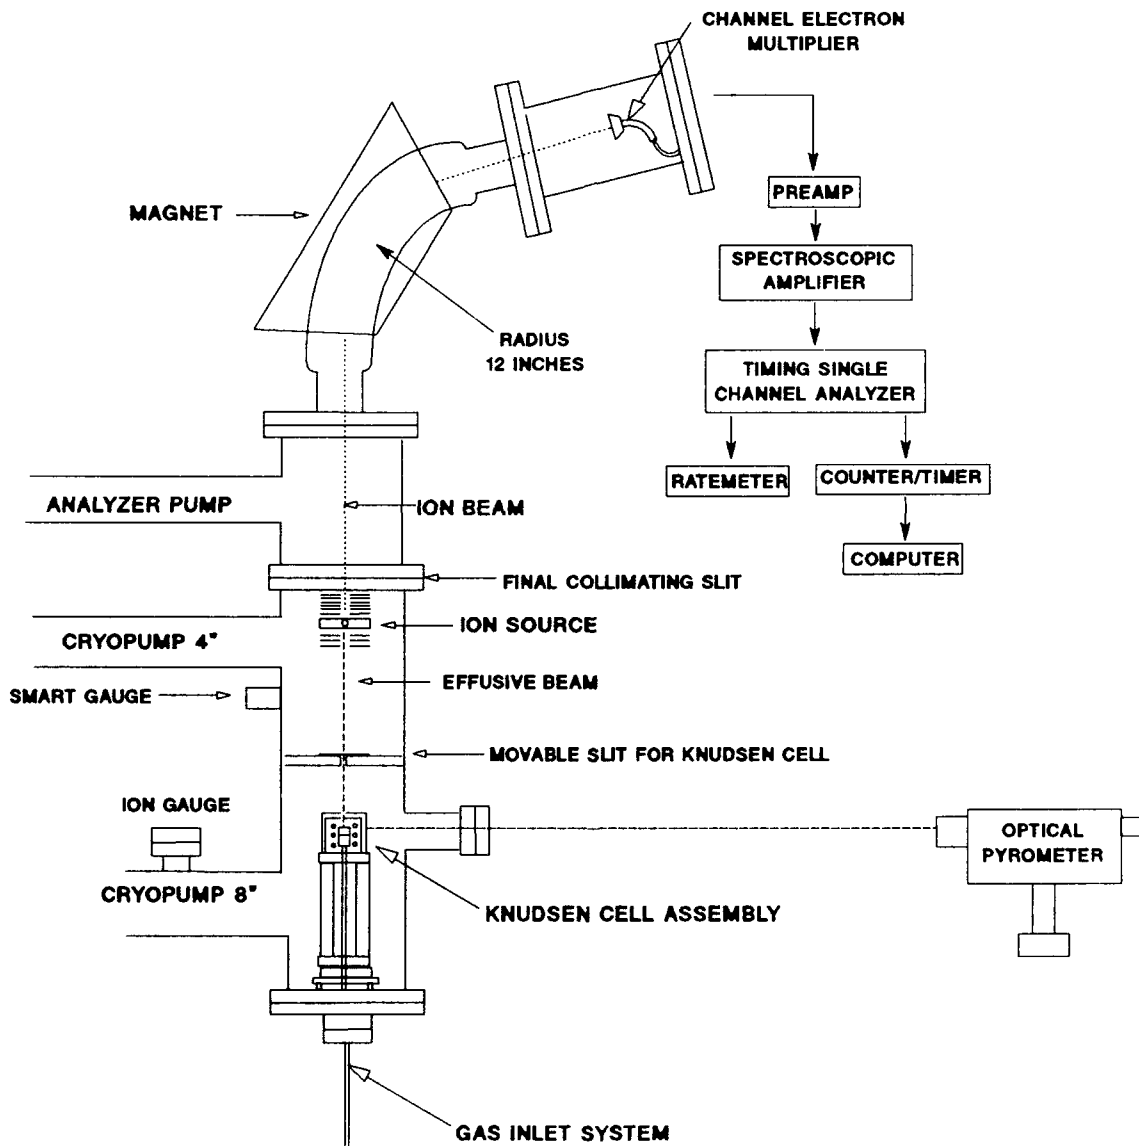 CHANNEL ELECTRON
MULTIPLIER
PREAMP
MAGNET
SPECTROSCOPIC
AMPLIFIER
RADIUS
12 INCHES
TIMING SINGLE
CHANNEL ANALYZER
RATEMETER
COUNTER/TIMER
ANALYZER PUMP
ION BEAM
COMPUTER
FINAL COLLIMATING SLIT
ION SOURCE
CRYOPUMP 4"
EFFUSIVE BEAM
SMART GAUGE
MOVABLE SLIT FOR KNUDSEN CELL
ION GAUGE
OPTICAL
PYROMETER
CRYOPUMP 8"
KNUDSEN CELL ASSEMBLY
GAS INLET SYSTEM